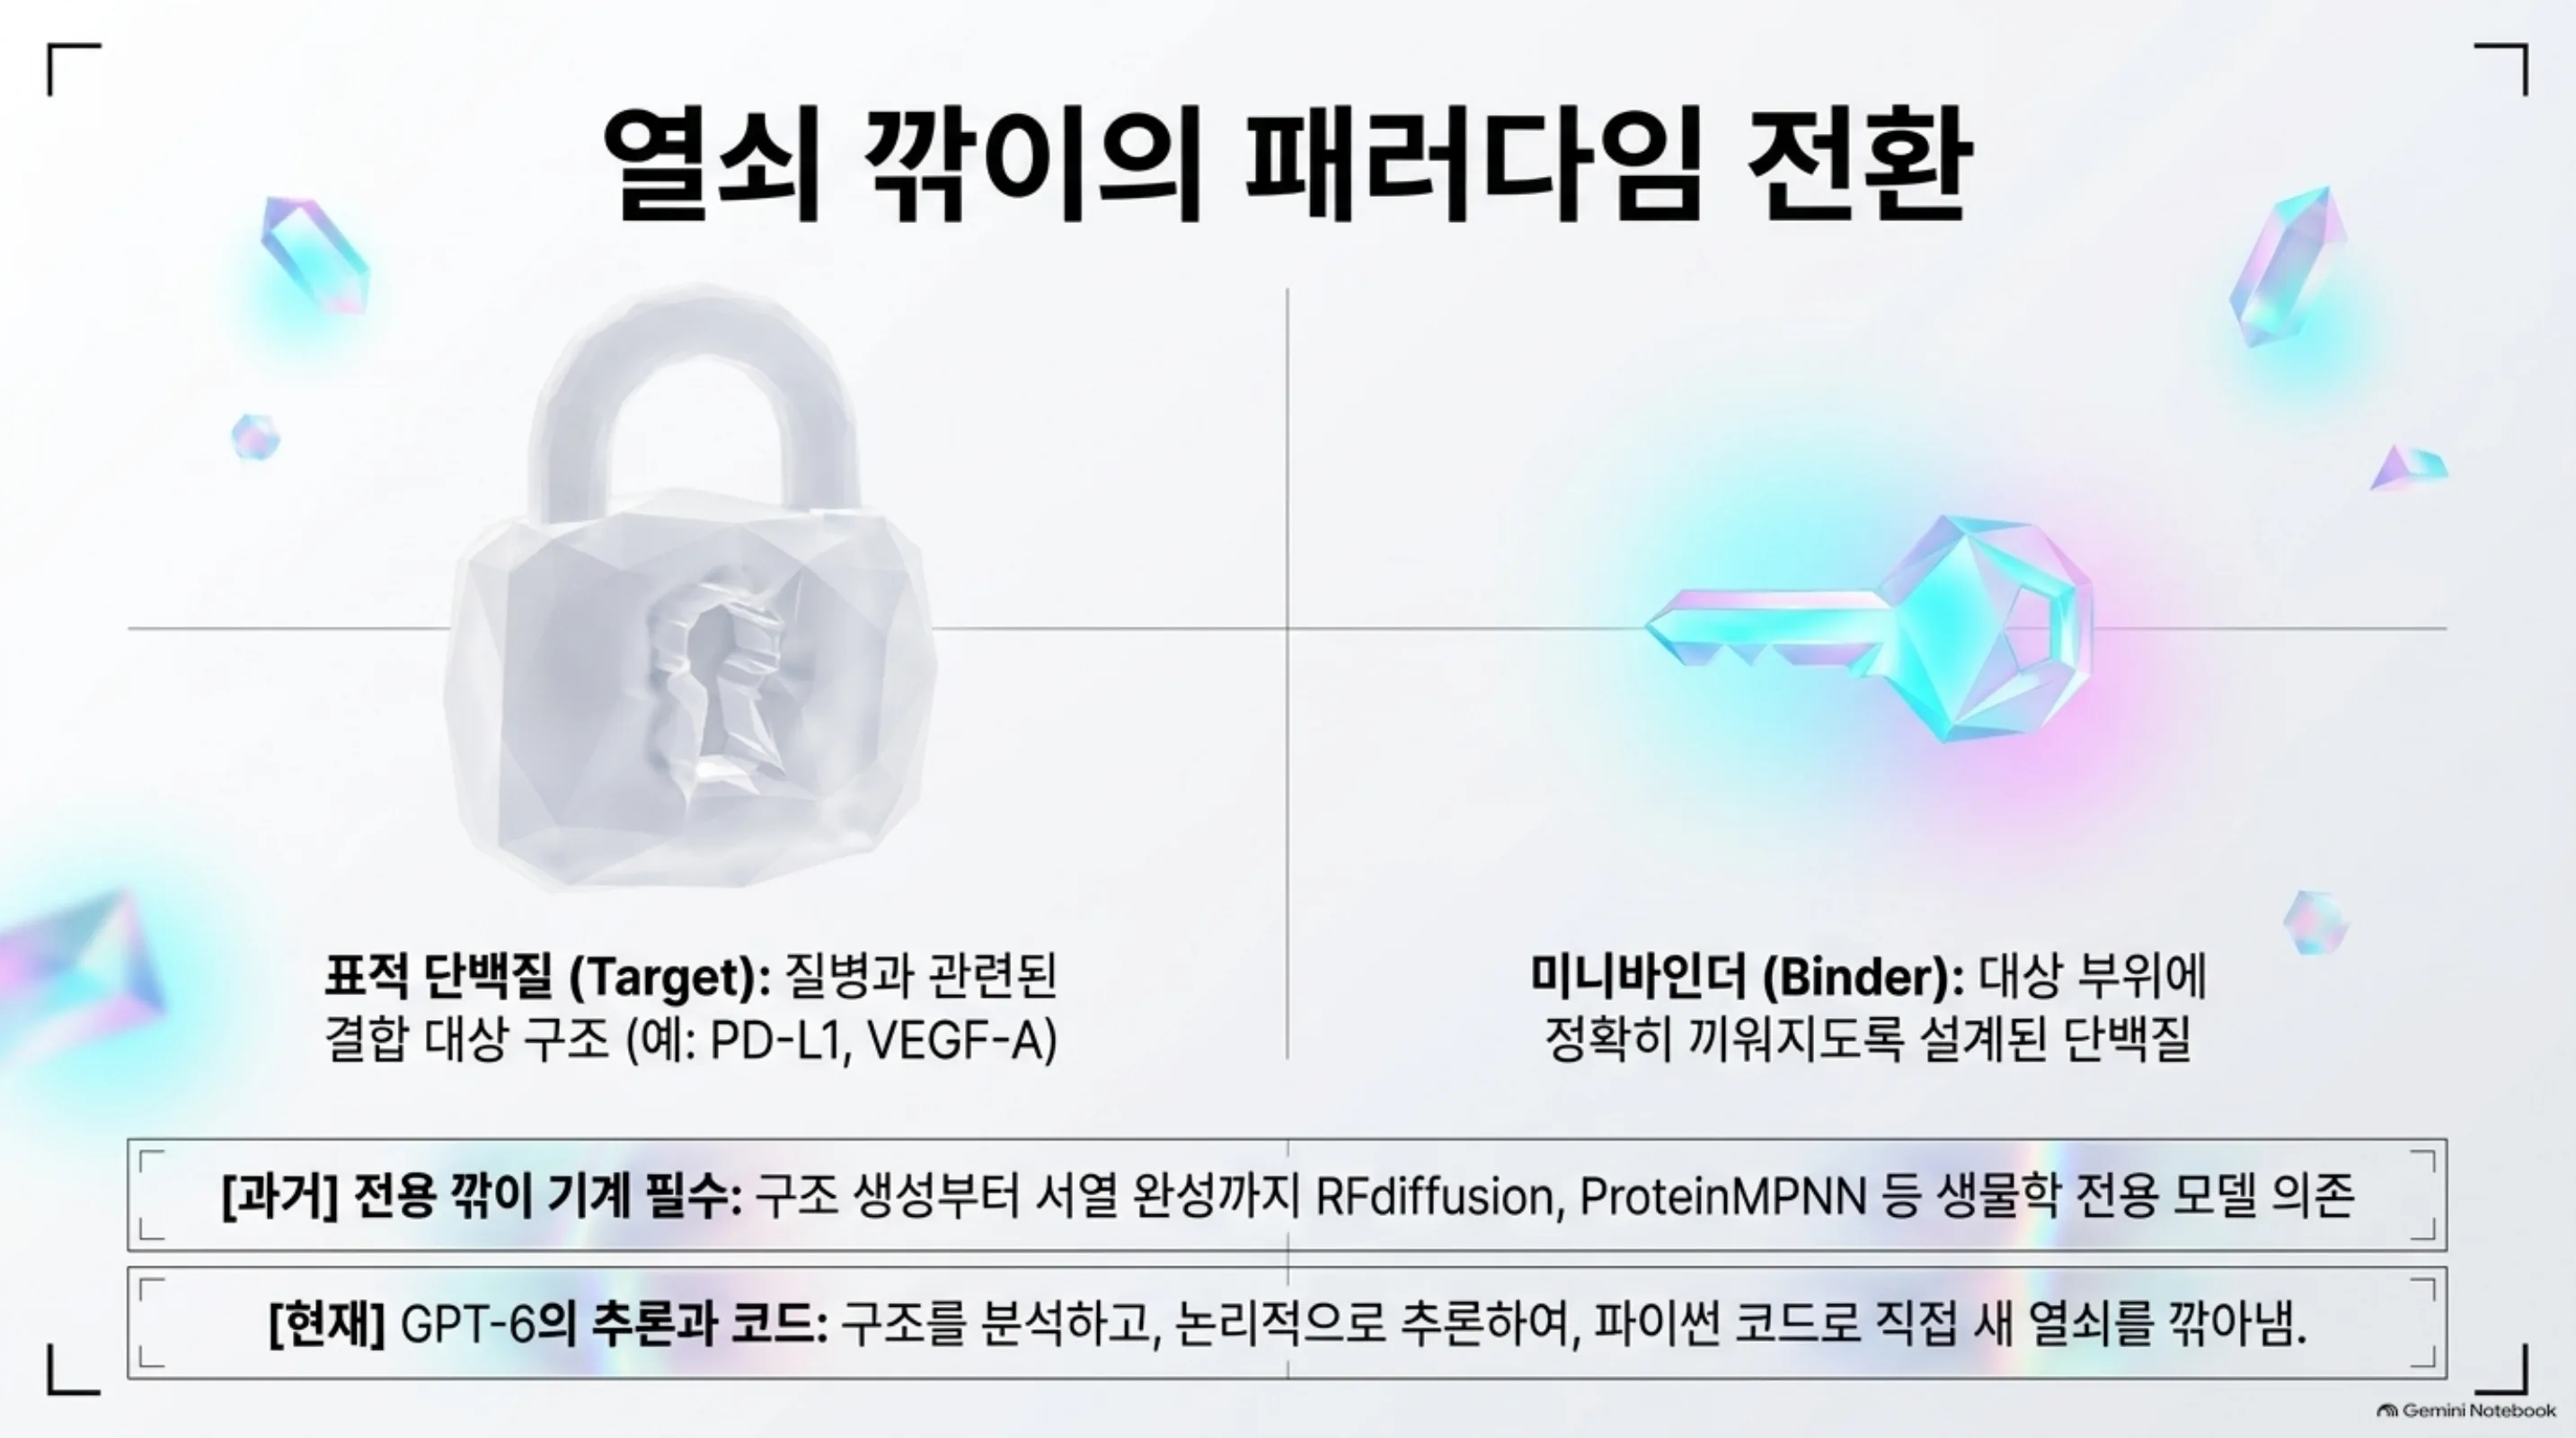 열쇠 깎이의 패러다임 전환
표적 단백질 (Target): 질병과 관련된
결합 대상 구조 (예: PD-L1, VEGF-A)
미니바인더 (Binder): 대상 부위에
정확히 끼워지도록 설계된 단백질
[과거] 전용 깎이 기계 필수: 구조 생성부터 서열 완성까지 RFdiffusion, ProteinMPNN 등 생물학 전용 모델 의존
[현재] GPT-6의 추론과 코드: 구조를 분석하고, 논리적으로 추론하여, 파이썬 코드로 직접 새 열쇠를 깎아냄.
Gemini Notebook